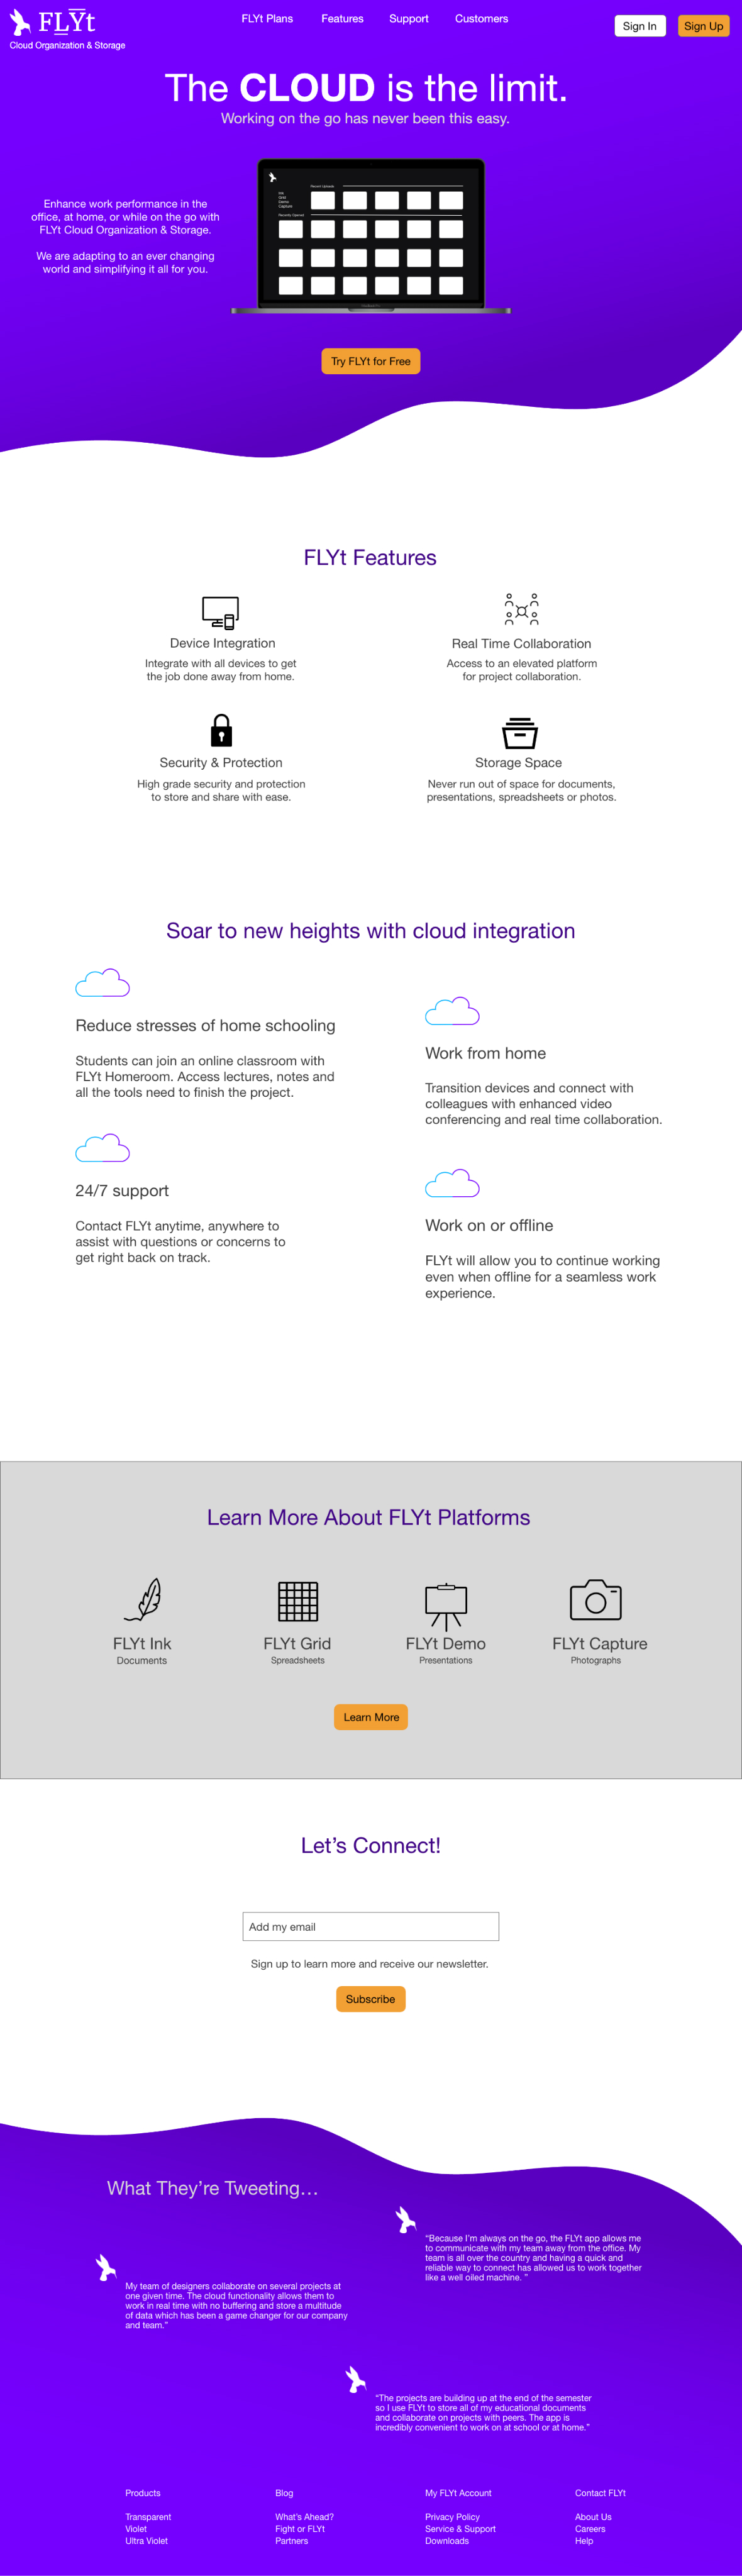 FLYt
Cloud Organization & Storage
FLYt Plans
Features
Support
Customers
Sign In
Sign Up
The CLOUD is the limit.
Working on the go has never been this easy.
Enhance work performance in the
office, at home, or while on the go with
FLYt Cloud Organization & Storage.
We are adapting to an ever changing
world and simplifying it all for you.
Recent Uploads
Ink
Grid
Demo
Capture
Recently Opened
Try FLYt for Free
FLYt Features
Device Integration
Integrate with all devices to get
the job done away from home.
Real Time Collaboration
Access to an elevated platform
for project collaboration.
Security & Protection
High grade security and protection
to store and share with ease.
Storage Space
Never run out of space for documents,
presentations, spreadsheets or photos.
Soar to new heights with cloud integration
Reduce stresses of home schooling
Students can join an online classroom with
FLYt Homeroom. Access lectures, notes and
all the tools need to finish the project.
Work from home
Transition devices and connect with
colleagues with enhanced video
conferencing and real time collaboration.
24/7 support
Contact FLYt anytime, anywhere to
assist with questions or concerns to
get right back on track.
Work on or offline
FLYt will allow you to continue working
even when offline for a seamless work
experience.
Learn More About FLYt Platforms
FLYt Ink
Documents
FLYt Grid
Spreadsheets
FLYt Demo
Presentations
FLYt Capture
Photographs
Learn More
Let's Connect!
Add my email
Sign up to learn more and receive our newsletter.
Subscribe
What They're Tweeting...
"Because I'm always on the go, the FLYt app allows me
to communicate with my team away from the office. My
team is all over the country and having a quick and
reliable way to connect has allowed us to work together
like a well oiled machine. "
My team of designers collaborate on several projects at
one given time. The cloud functionality allows them to
work in real time with no buffering and store a multitude
of data which has been a game changer for our company
and team."
"The projects are building up at the end of the semester
so I use FLYt to store all of my educational documents
and collaborate on projects with peers. The app is
incredibly convenient to work on at school or at home."
Products
Transparent
Violet
Ultra Violet
Blog
What's Ahead?
Fight or FLYt
Partners
My FLYt Account
Privacy Policy
Service & Support
Downloads
Contact FLYt
About Us
Careers
Help